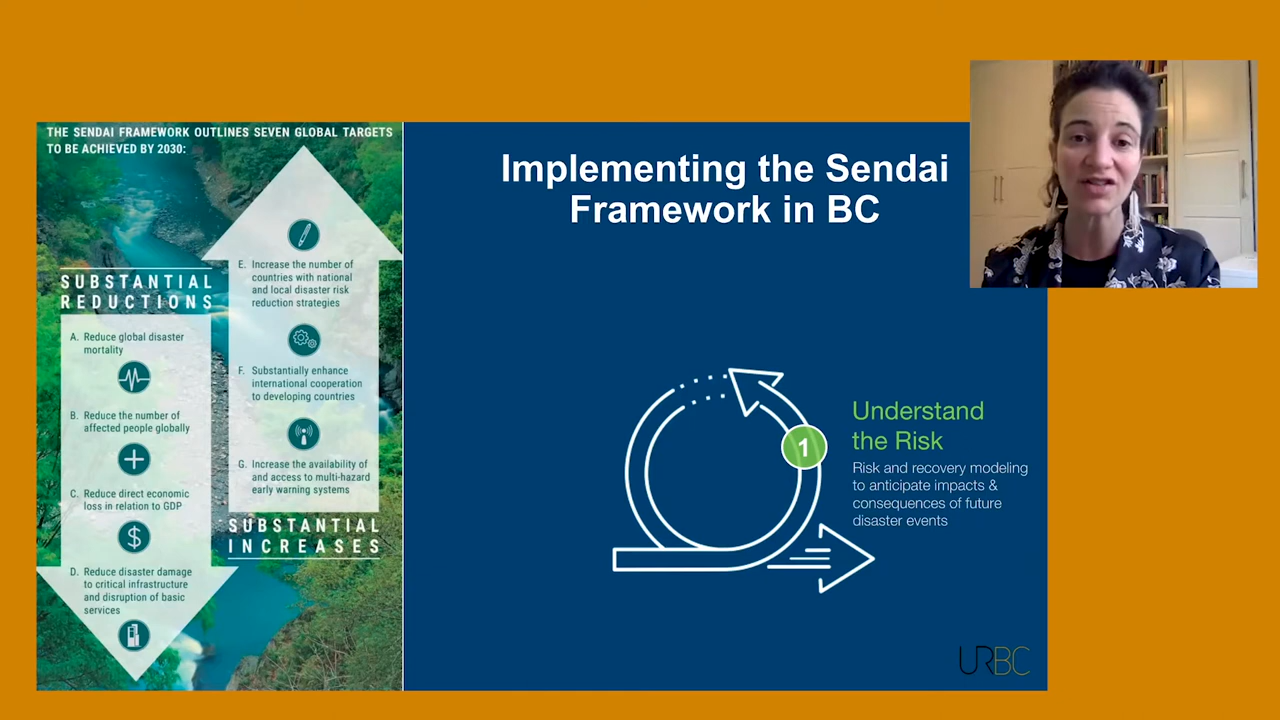 THE SENDAI FRAMEWORK OUTLINES SEVEN GLOBAL TARGETS
TO BE ACHIEVED BY 2030:
SUBSTANTIAL
REDUCTIONS
A. Reduce global disaster
mortality
B. Reduce the number of
affected people globally
C. Reduce direct economic
loss in relation to GDP
$
D. Reduce disaster damage
to critical infrastructure
and disruption of basic
services
E. Increase the number of
countries with national
and local disaster risk
reduction strategies
F. Substantially enhance
international cooperation
to developing countries
G. Increase the availability of
and access to multi-hazard
early warning systems
SUBSTANTIAL
INCREASES
Implementing the Sendai
Framework in BC
1
Understand
the Risk
Risk and recovery modeling
to anticipate impacts &
consequences of future
disaster events
URBC